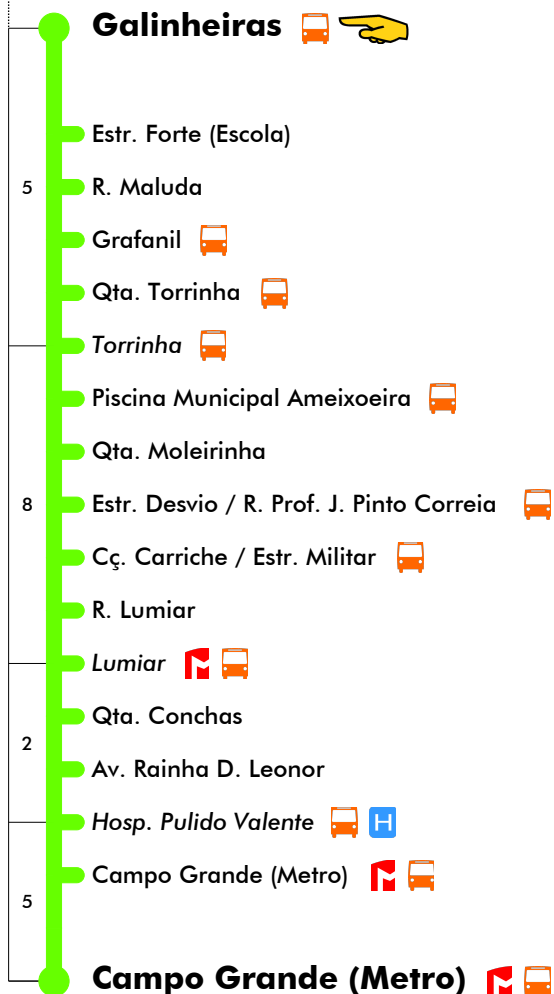 Galinheiras
Estr. Forte (Escola)
5
R. Maluda
Grafanil
Qta. Torrinha
Torrinha
Piscina Municipal Ameixoeira
Qta. Moleirinha
8
Estr. Desvio / R. Prof. J. Pinto Correia
Cç. Carriche / Estr. Militar
R. Lumiar
Lumiar
Qta. Conchas
2
Av. Rainha D. Leonor
Hosp. Pulido Valente H
Campo Grande (Metro)
5
Campo Grande (Metro)